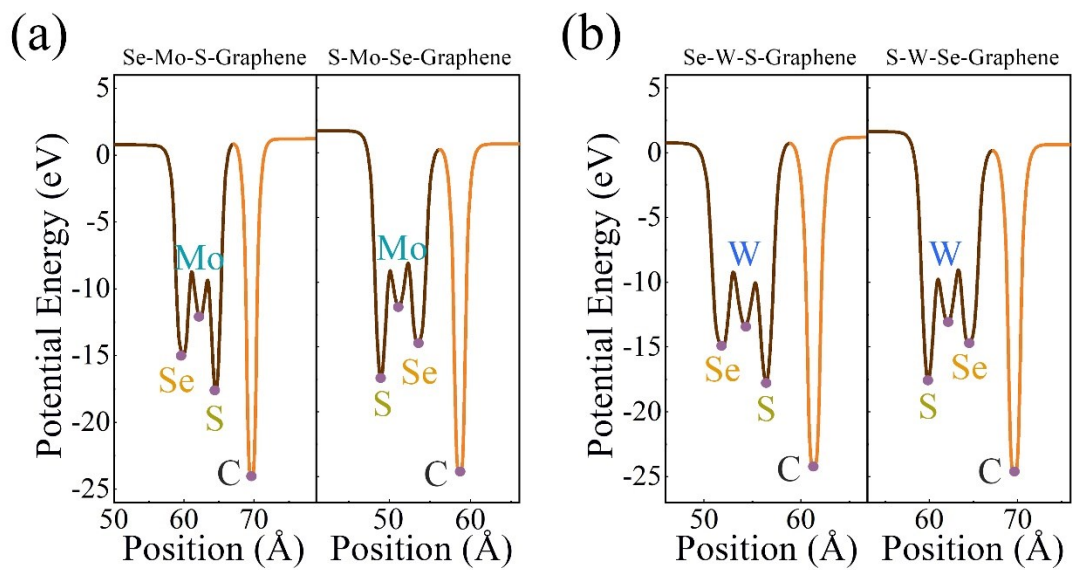 (a)
Se-Mo-S-Graphene
S-Mo-Se-Graphene
Potential Energy (eV)
5
0
-5
-10
-15
-20
-25
Mo
Se
S
C
Mo
S
Se
C
50
60
70
50
60
Position (Å)
Position (Å)
(b)
Se-W-S-Graphene
S-W-Se-Graphene
Potential Energy (eV)
5
0
-5
-10
-15
-20
-25
W
Se
S
C
W
S
Se
C
50
60
60
70
Position (Å)
Position (Å)